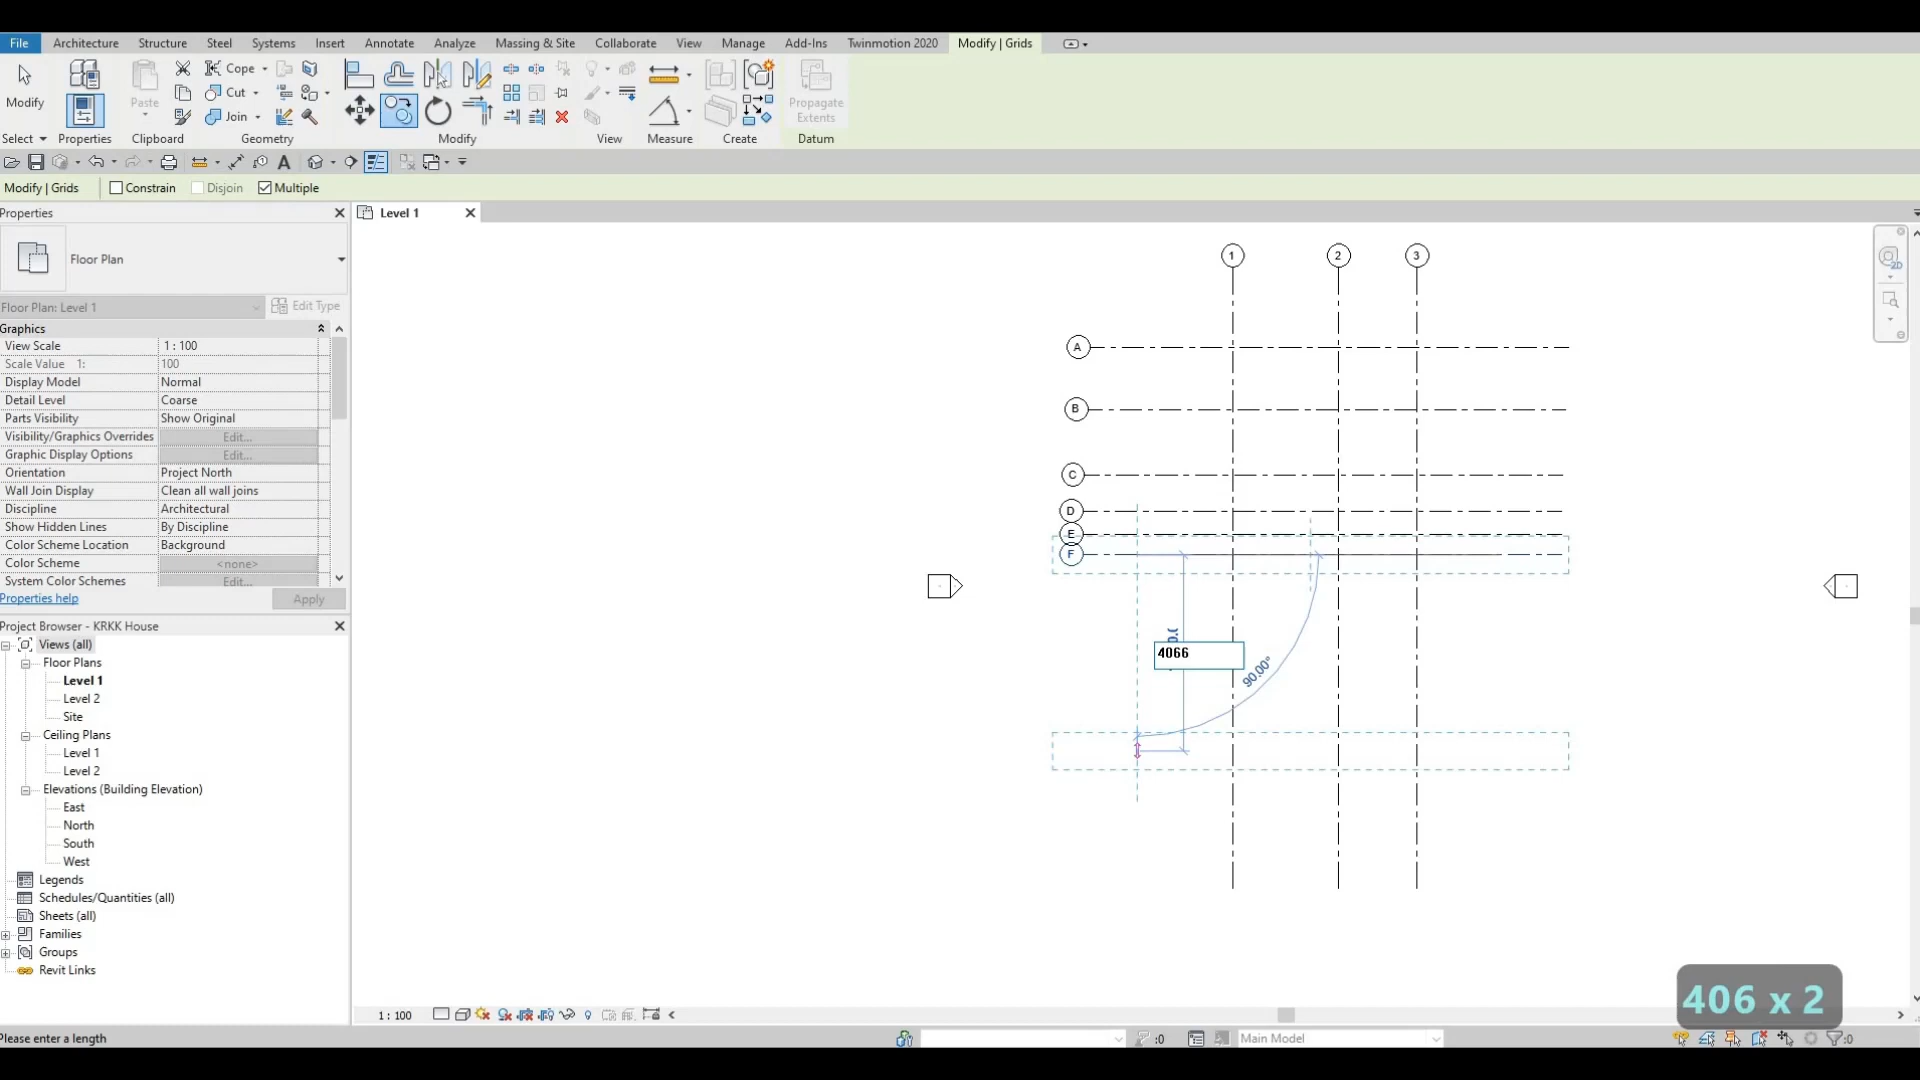 File Architecture Structure Steel Systems Insert Annotate Analyze Massing & Site Collaborate View Manage Add-Ins Twinmotion 2020 Modify | Grids
Modify
Paste
Cope
Cut
Join
Propagate
Extents
Select Properties Clipboard Geometry Modify View Measure Create Datum
Modify | Grids Constrain Disjoin Multiple
Properties
Level 1
Floor Plan
Floor Plan: Level 1 Edit Type
Graphics
View Scale 1 : 100
Scale Value 1: 100
Display Model Normal
Detail Level Coarse
Parts Visibility Show Original
Visibility/Graphics Overrides Edit...
Graphic Display Options Edit...
Orientation Project North
Wall Join Display Clean all wall joins
Discipline Architectural
Show Hidden Lines By Discipline
Color Scheme Location Background
Color Scheme <none>
System Color Schemes Edit...
Properties help Apply
Project Browser - KRKK House
Views (all)
Floor Plans
Level 1
Level 2
Site
Ceiling Plans
Level 1
Level 2
Elevations (Building Elevation)
East
North
South
West
Legends
Schedules/Quantities (all)
Sheets (all)
Families
Groups
Revit Links
1 2 3
A
B
C
D
E
F
4066
90.00°
2D
406 x 2
1 : 100
Please enter a length
:0
Main Model
:0